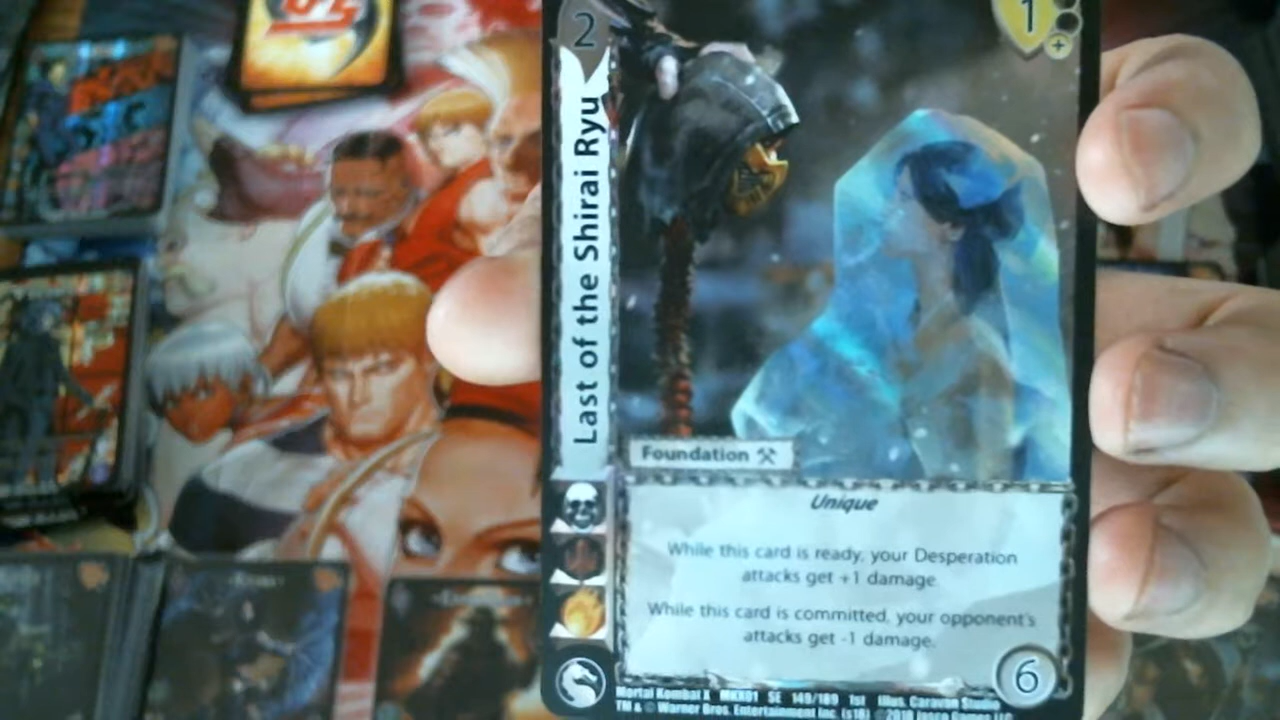 2
1
+
Last of the Shirai Ryu
Foundation
Unique
While this card is ready, your Desperation
attacks get +1 damage.
While this card is committed, your opponent's
attacks get -1 damage.
6
Mortal Kombat X MKX01 SE 149/189 1st Illus. Caravan Studio
TM & © Warner Bros. Entertainment Inc. (s18) ©2018 Jasco Games LLC